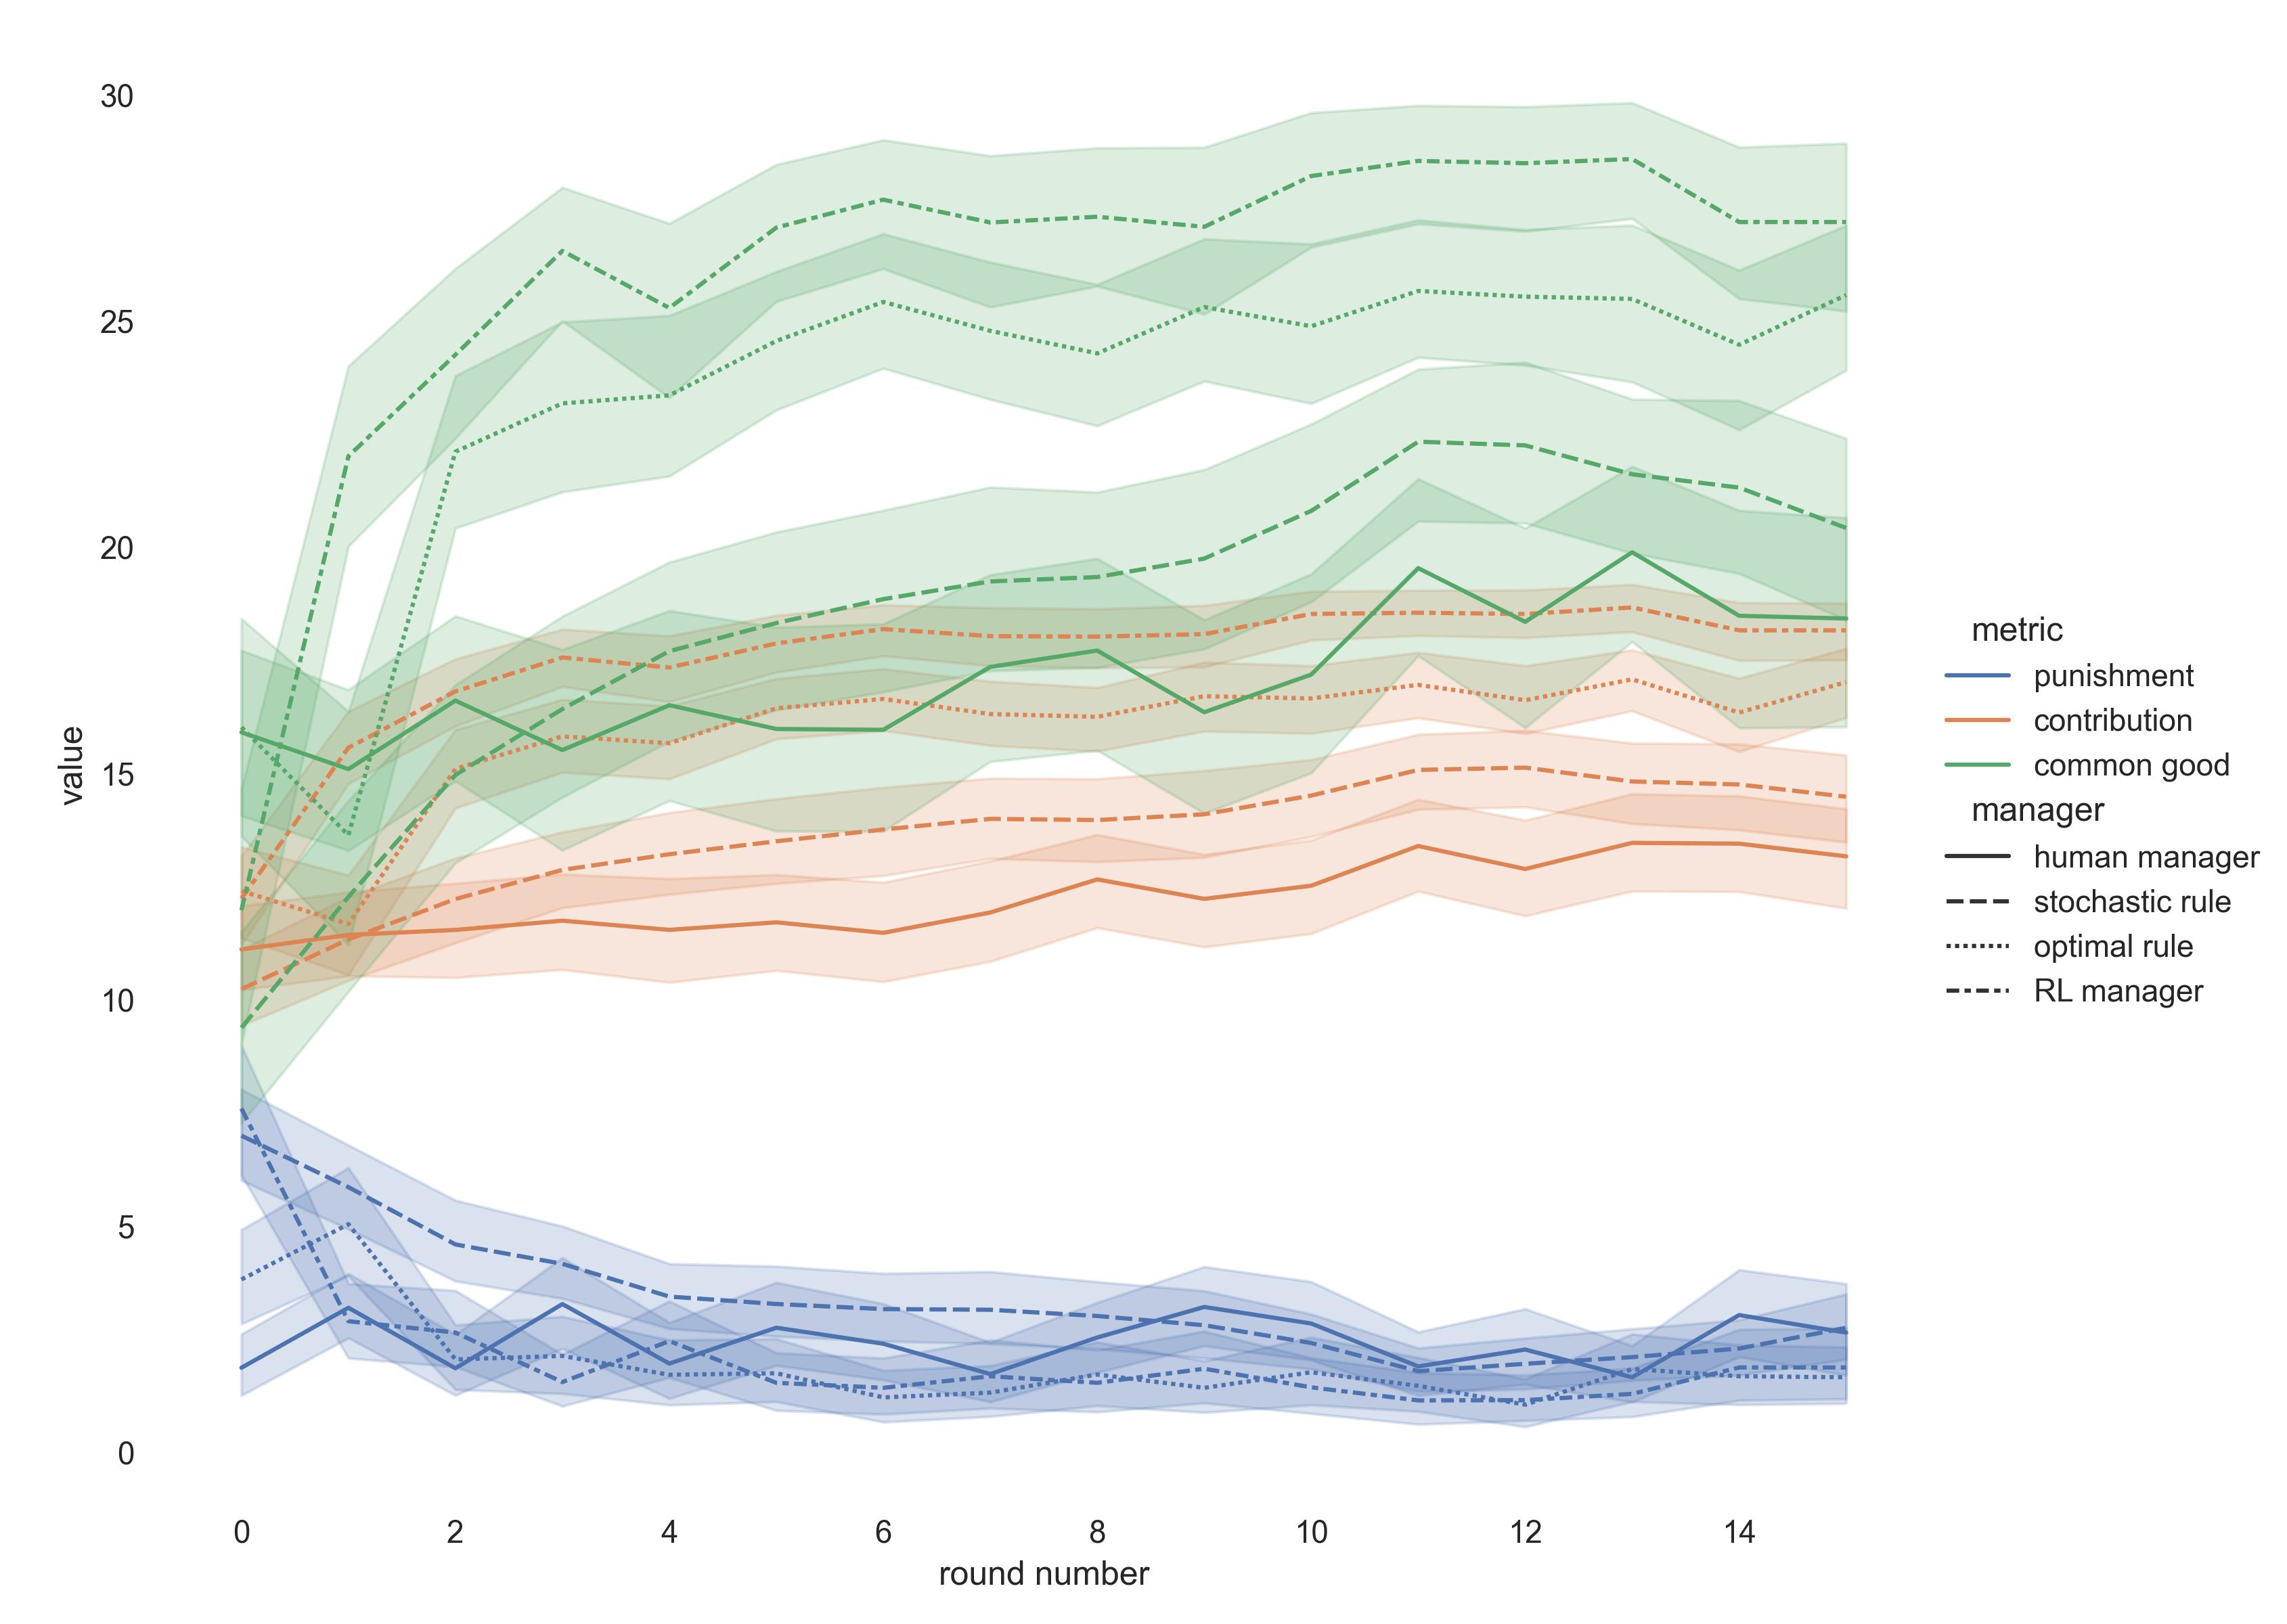 30
25
20
15
10
5
0
value
0 2 4 6 8 10 12 14
round number
metric
punishment
contribution
common good
manager
human manager
stochastic rule
optimal rule
RL manager